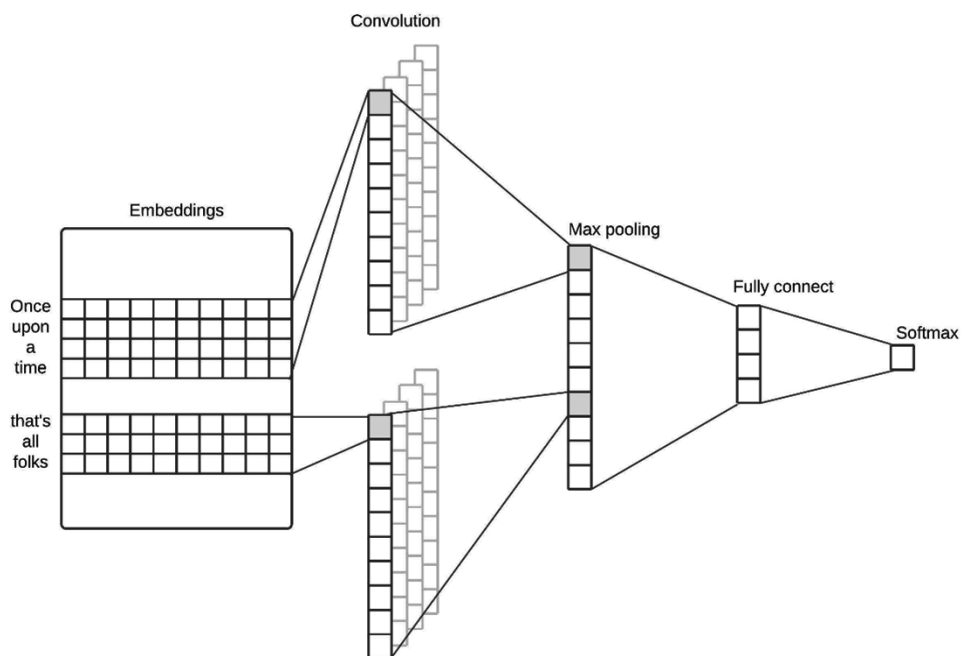 Convolution
Embeddings
Once
upon
a
time
that's
all
folks
Max pooling
Fully connect
Softmax